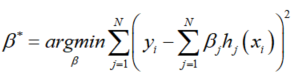 β* = argmin_β ∑_{j=1}^{N} ( y_i − ∑_{j=1}^{N} β_j h_j (x_i) )^2